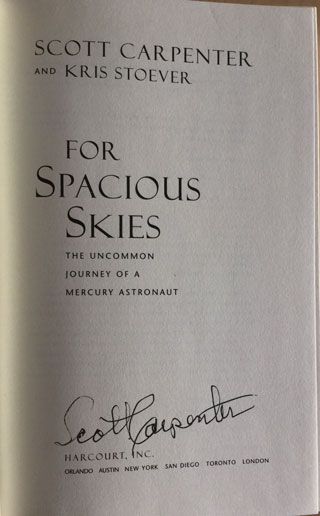 SCOTT CARPENTER
AND KRIS STOEVER
FOR
SPACIOUS
SKIES
THE UNCOMMON
JOURNEY OF A
MERCURY ASTRONAUT
Scott Carpenter
HARCOURT, INC.
ORLANDO AUSTIN NEW YORK SAN DIEGO TORONTO LONDON